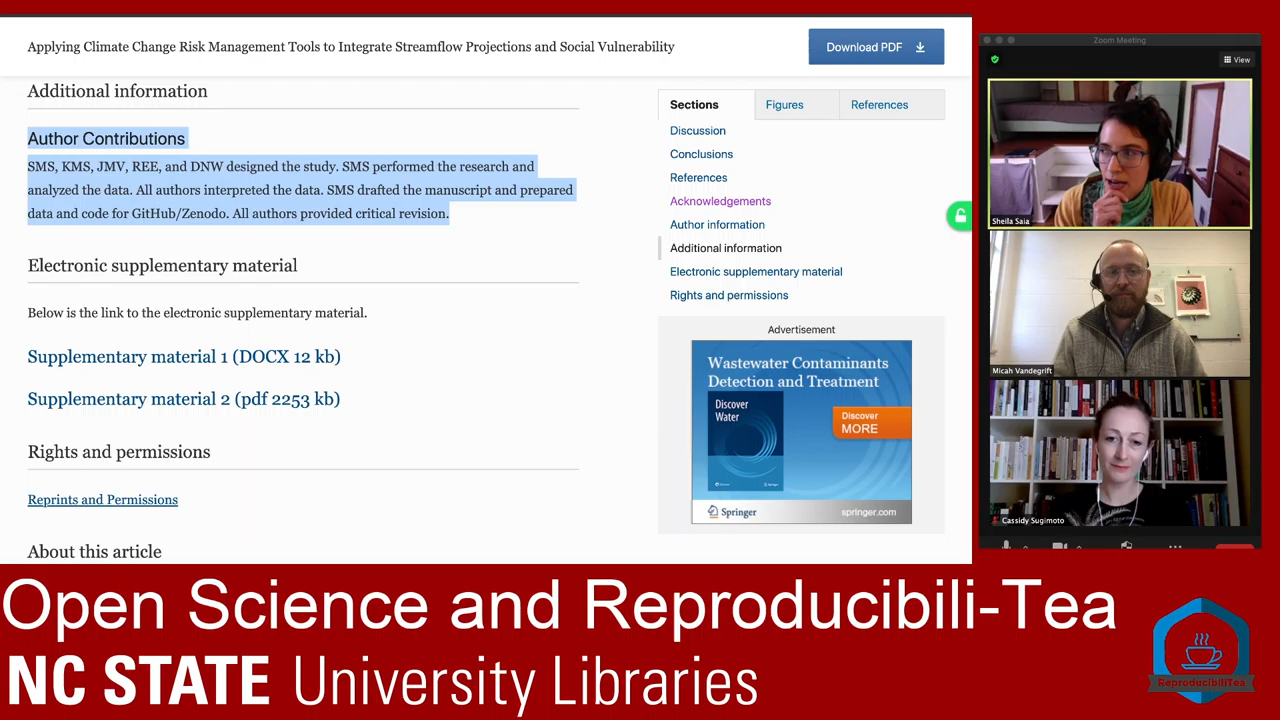 Applying Climate Change Risk Management Tools to Integrate Streamflow Projections and Social Vulnerability
Download PDF
Additional information
Author Contributions
SMS, KMS, JMV, REE, and DNW designed the study. SMS performed the research and
analyzed the data. All authors interpreted the data. SMS drafted the manuscript and prepared
data and code for GitHub/Zenodo. All authors provided critical revision.
Electronic supplementary material
Below is the link to the electronic supplementary material.
Supplementary material 1 (DOCX 12 kb)
Supplementary material 2 (pdf 2253 kb)
Rights and permissions
Reprints and Permissions
About this article
Sections
Figures
References
Discussion
Conclusions
References
Acknowledgements
Author information
Additional information
Electronic supplementary material
Rights and permissions
Advertisement
Wastewater Contaminants
Detection and Treatment
Discover
Water
Discover
MORE
Springer
springer.com
Zoom Meeting
View
Sheila Saia
Micah Vandegrift
Cassidy Sugimoto
Open Science and Reproducibili-Tea
NC STATE University Libraries
ReproducibiliTea